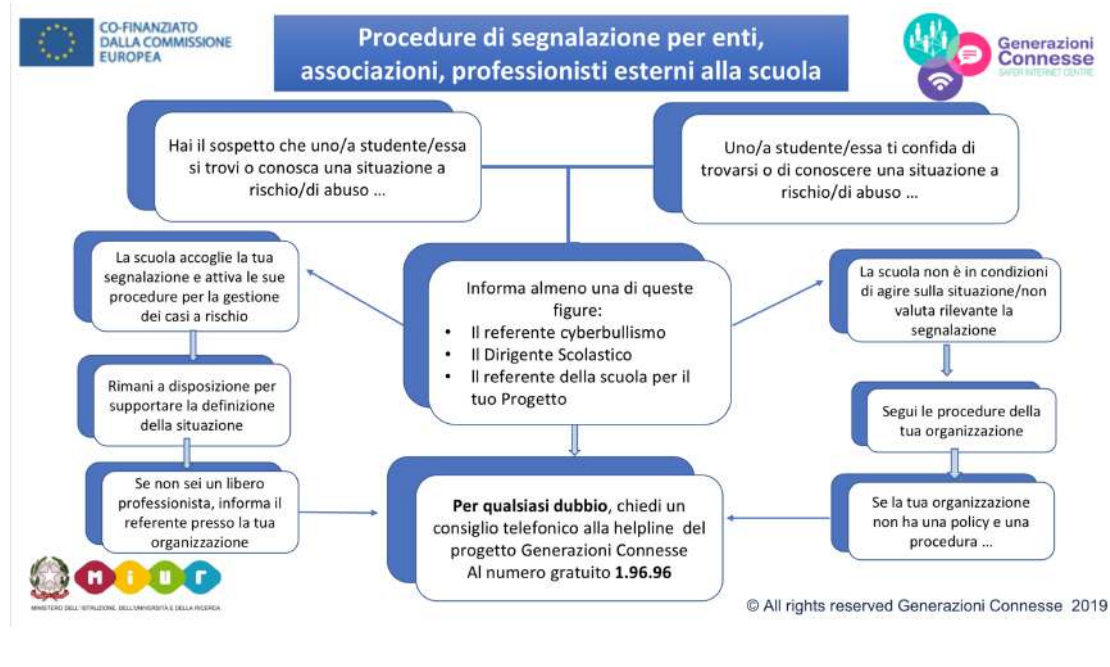 CO-FINANZIATO
DALLA COMMISSIONE
EUROPEA
Procedure di segnalazione per enti,
associazioni, professionisti esterni alla scuola
Generazioni
Connesse
SAFER INTERNET CENTRE
Hai il sospetto che uno/a studente/essa
si trovi o conosca una situazione a
rischio/di abuso ...
Uno/a studente/essa ti confida di
trovarsi o di conoscere una situazione a
rischio/di abuso ...
La scuola accoglie la tua
segnalazione e attiva le sue
procedure per la gestione
dei casi a rischio
Informa almeno una di queste
figure:
• Il referente cyberbullismo
• Il Dirigente Scolastico
• Il referente della scuola per il
tuo Progetto
La scuola non è in condizioni
di agire sulla situazione/non
valuta rilevante la
segnalazione
Rimani a disposizione per
supportare la definizione
della situazione
Segui le procedure della
tua organizzazione
Se non sei un libero
professionista, informa il
referente presso la tua
organizzazione
Per qualsiasi dubbio, chiedi un
consiglio telefonico alla helpline del
progetto Generazioni Connesse
Al numero gratuito 1.96.96
Se la tua organizzazione
non ha una policy e una
procedura ...
miur
MINISTERO DELL'ISTRUZIONE, DELL'UNIVERSITÀ E DELLA RICERCA
© All rights reserved Generazioni Connesse 2019